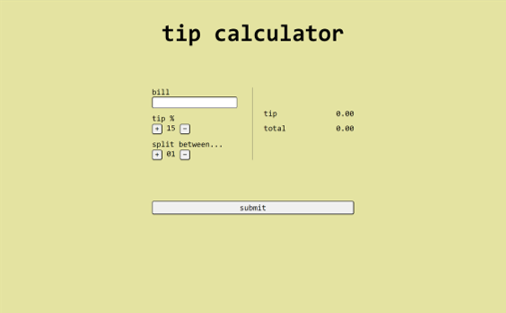 tip calculator
bill
tip %
+ 15 -
split between...
+ 01 -
tip 0.00
total 0.00
submit